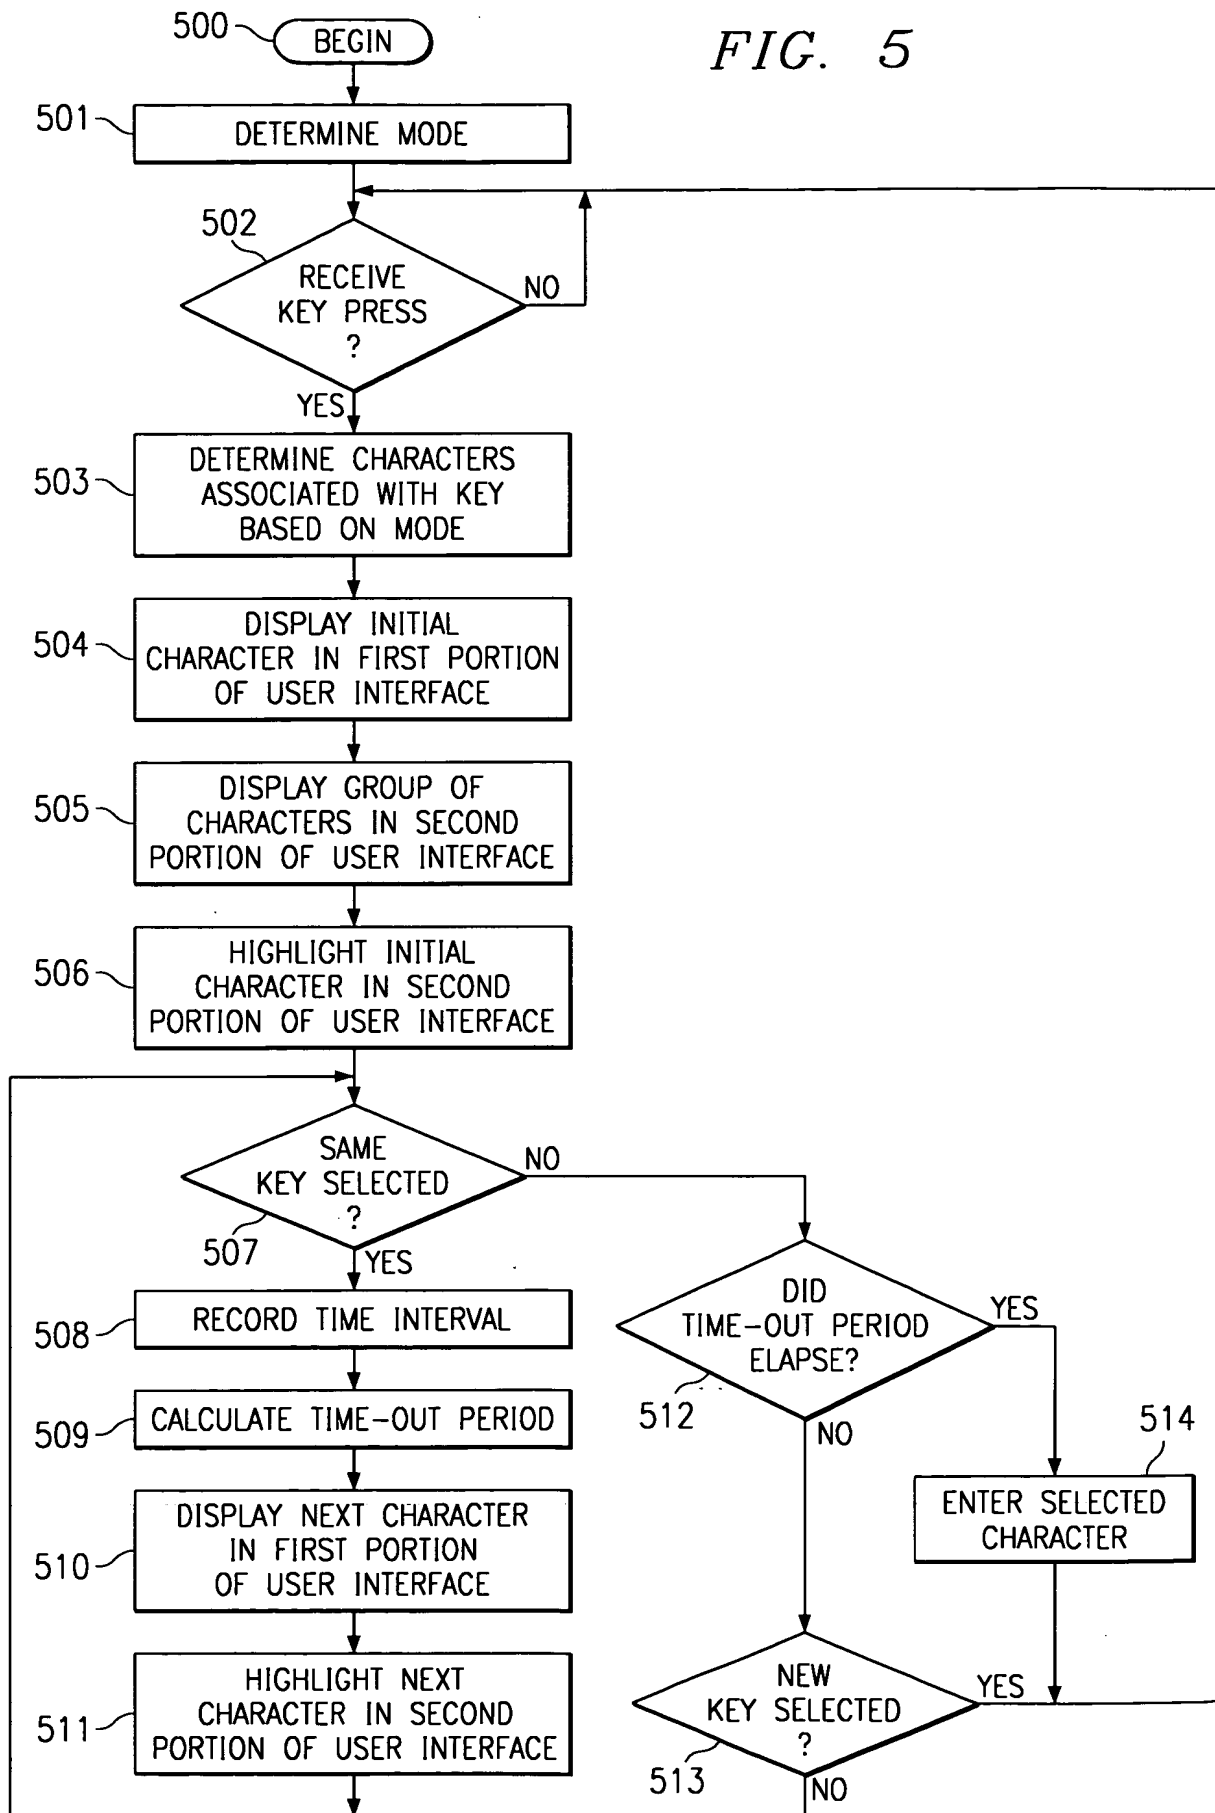 500
BEGIN
FIG. 5
501
DETERMINE MODE
502
RECEIVE
KEY PRESS
?
NO
YES
503
DETERMINE CHARACTERS
ASSOCIATED WITH KEY
BASED ON MODE
504
DISPLAY INITIAL
CHARACTER IN FIRST PORTION
OF USER INTERFACE
505
DISPLAY GROUP OF
CHARACTERS IN SECOND
PORTION OF USER INTERFACE
506
HIGHLIGHT INITIAL
CHARACTER IN SECOND
PORTION OF USER INTERFACE
SAME
KEY SELECTED
?
NO
507
YES
508
RECORD TIME INTERVAL
509
CALCULATE TIME-OUT PERIOD
510
DISPLAY NEXT CHARACTER
IN FIRST PORTION
OF USER INTERFACE
511
HIGHLIGHT NEXT
CHARACTER IN SECOND
PORTION OF USER INTERFACE
DID
TIME-OUT PERIOD
ELAPSE?
YES
512
NO
514
ENTER SELECTED
CHARACTER
NEW
KEY SELECTED
?
YES
513
NO